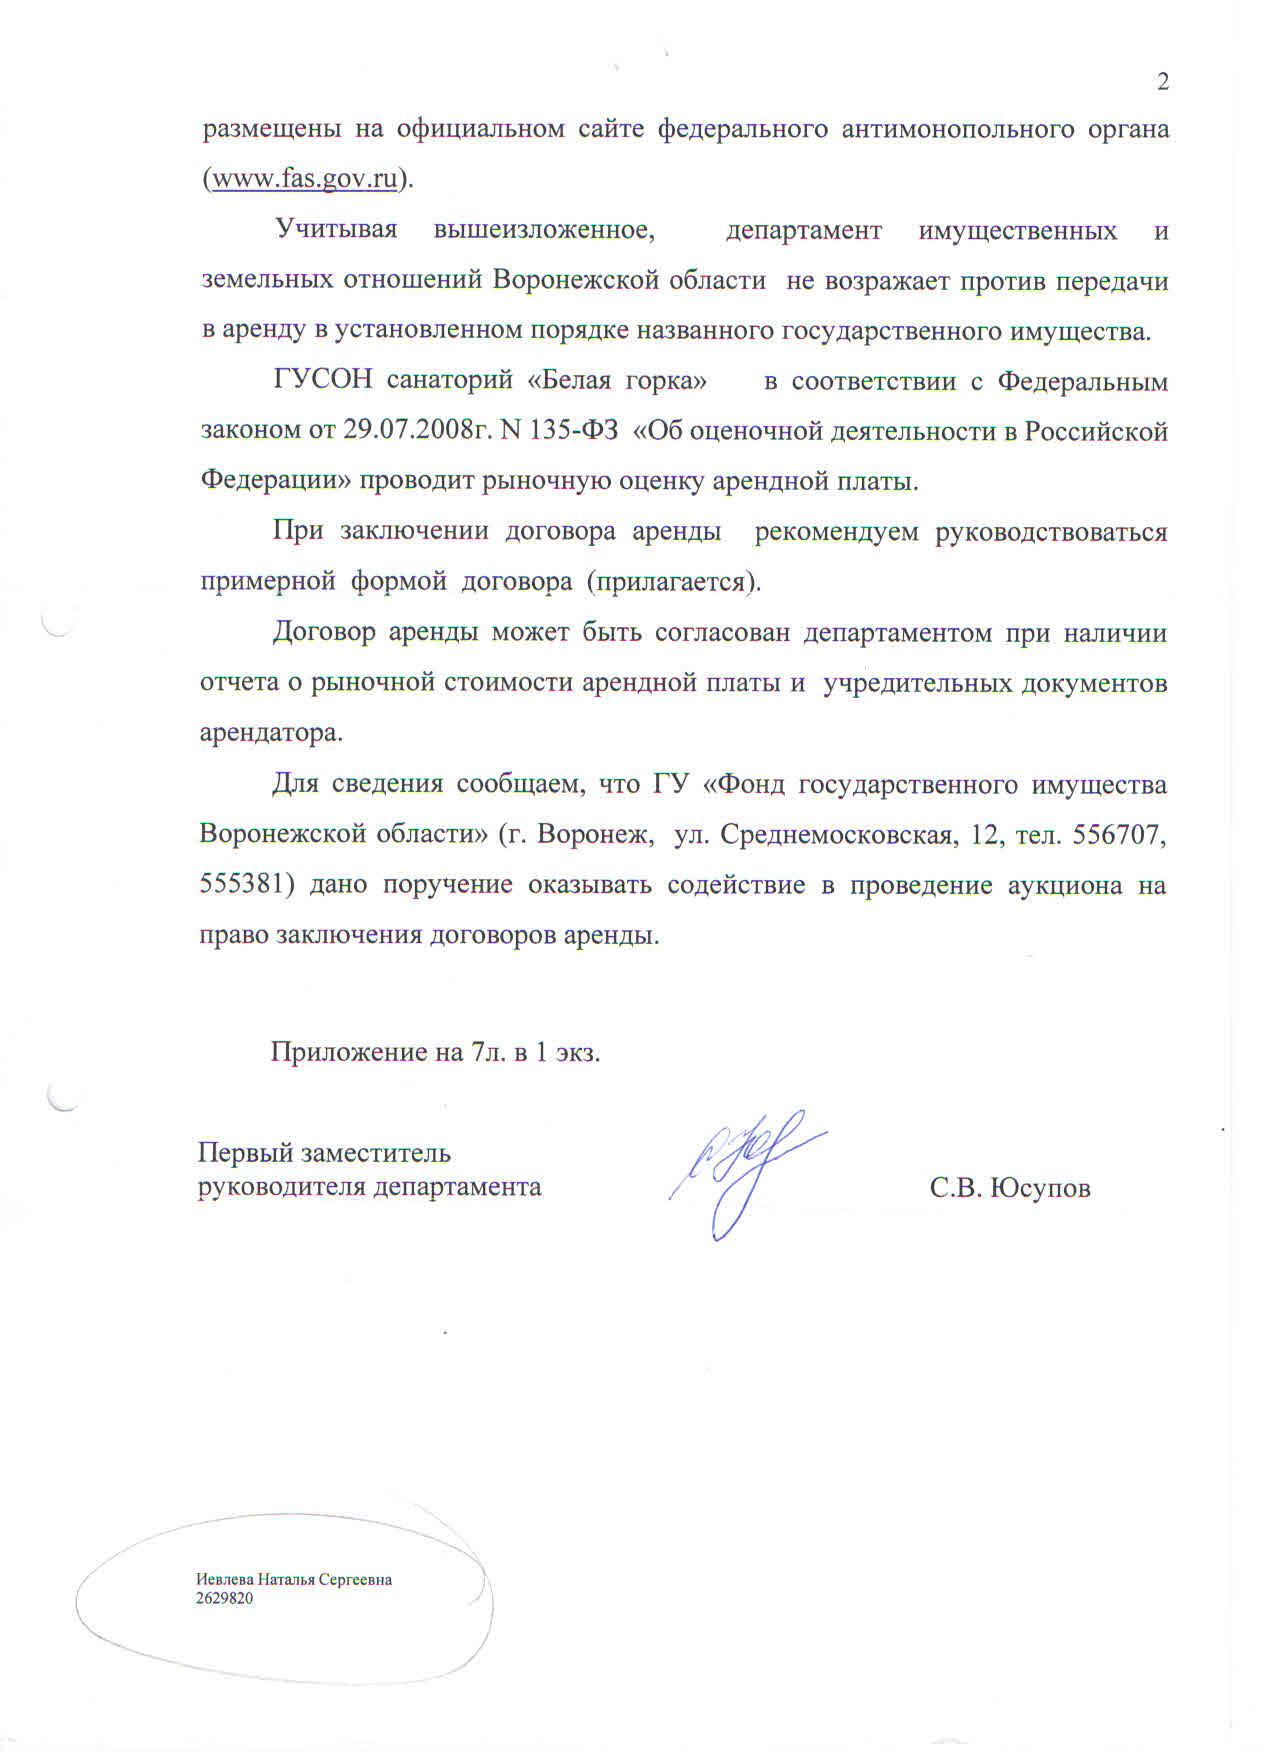 2
размещены на официальном сайте федерального антимонопольного органа
(www.fas.gov.ru).
Учитывая вышеизложенное, департамент имущественных и
земельных отношений Воронежской области не возражает против передачи
в аренду в установленном порядке названного государственного имущества.
ГУСОН санаторий «Белая горка» в соответствии с Федеральным
законом от 29.07.2008г. N 135-ФЗ «Об оценочной деятельности в Российской
Федерации» проводит рыночную оценку арендной платы.
При заключении договора аренды рекомендуем руководствоваться
примерной формой договора (прилагается).
Договор аренды может быть согласован департаментом при наличии
отчета о рыночной стоимости арендной платы и учредительных документов
арендатора.
Для сведения сообщаем, что ГУ «Фонд государственного имущества
Воронежской области» (г. Воронеж, ул. Среднемосковская, 12, тел. 556707,
555381) дано поручение оказывать содействие в проведение аукциона на
право заключения договоров аренды.
Приложение на 7л. в 1 экз.
Первый заместитель
руководителя департамента С.В. Юсупов
Иевлева Наталья Сергеевна
2629820